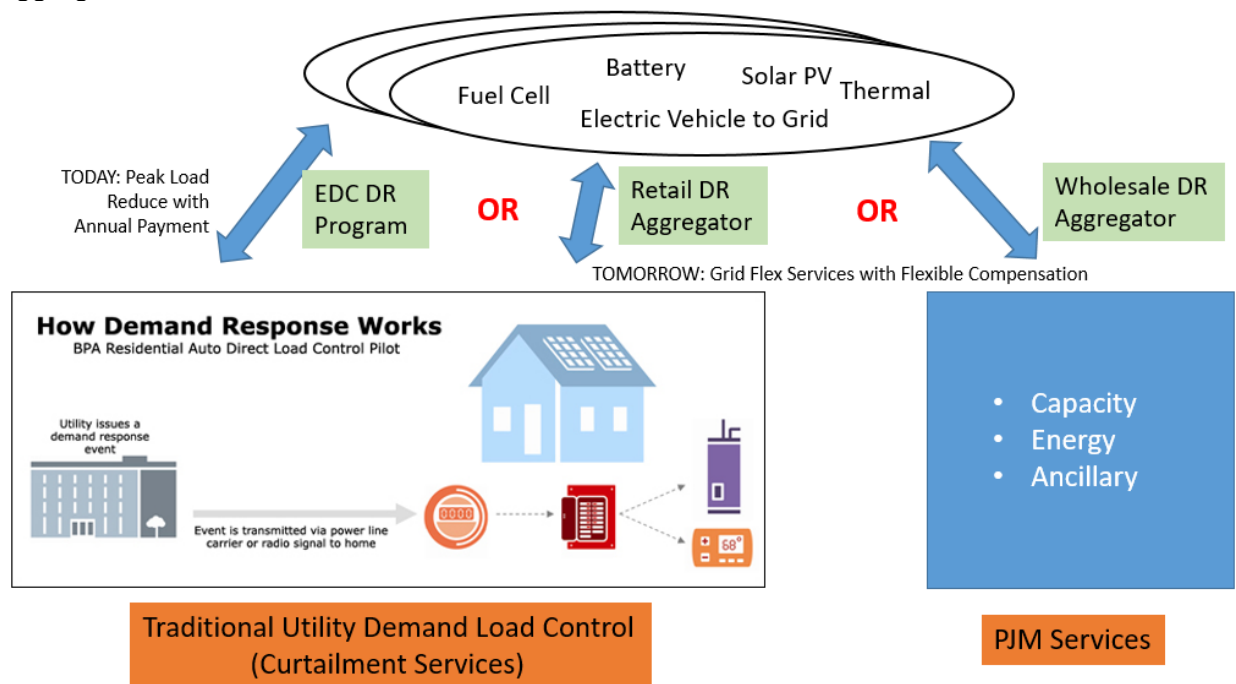 Battery
Solar PV
Fuel Cell
Thermal
Electric Vehicle to Grid
TODAY: Peak Load
Reduce with
Annual Payment
EDC DR
Program
OR
Retail DR
Aggregator
OR
Wholesale DR
Aggregator
TOMORROW: Grid Flex Services with Flexible Compensation
How Demand Response Works
BPA Residential Auto Direct Load Control Pilot
Utility issues a
demand response
event
0000
Event is transmitted via power line
carrier or radio signal to home
68°
• Capacity
• Energy
• Ancillary
Traditional Utility Demand Load Control
(Curtailment Services)
PJM Services